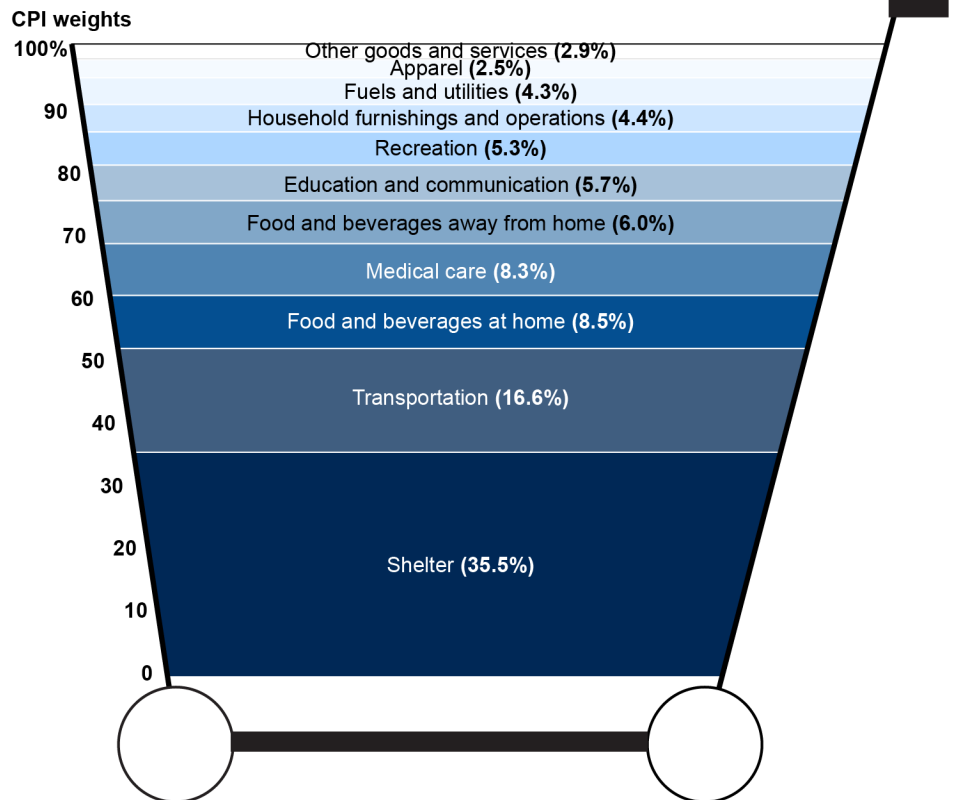 CPI weights
100%
Other goods and services (2.9%)
Apparel (2.5%)
Fuels and utilities (4.3%)
90
Household furnishings and operations (4.4%)
Recreation (5.3%)
80
Education and communication (5.7%)
Food and beverages away from home (6.0%)
70
Medical care (8.3%)
60
Food and beverages at home (8.5%)
50
Transportation (16.6%)
40
30
20
Shelter (35.5%)
10
0